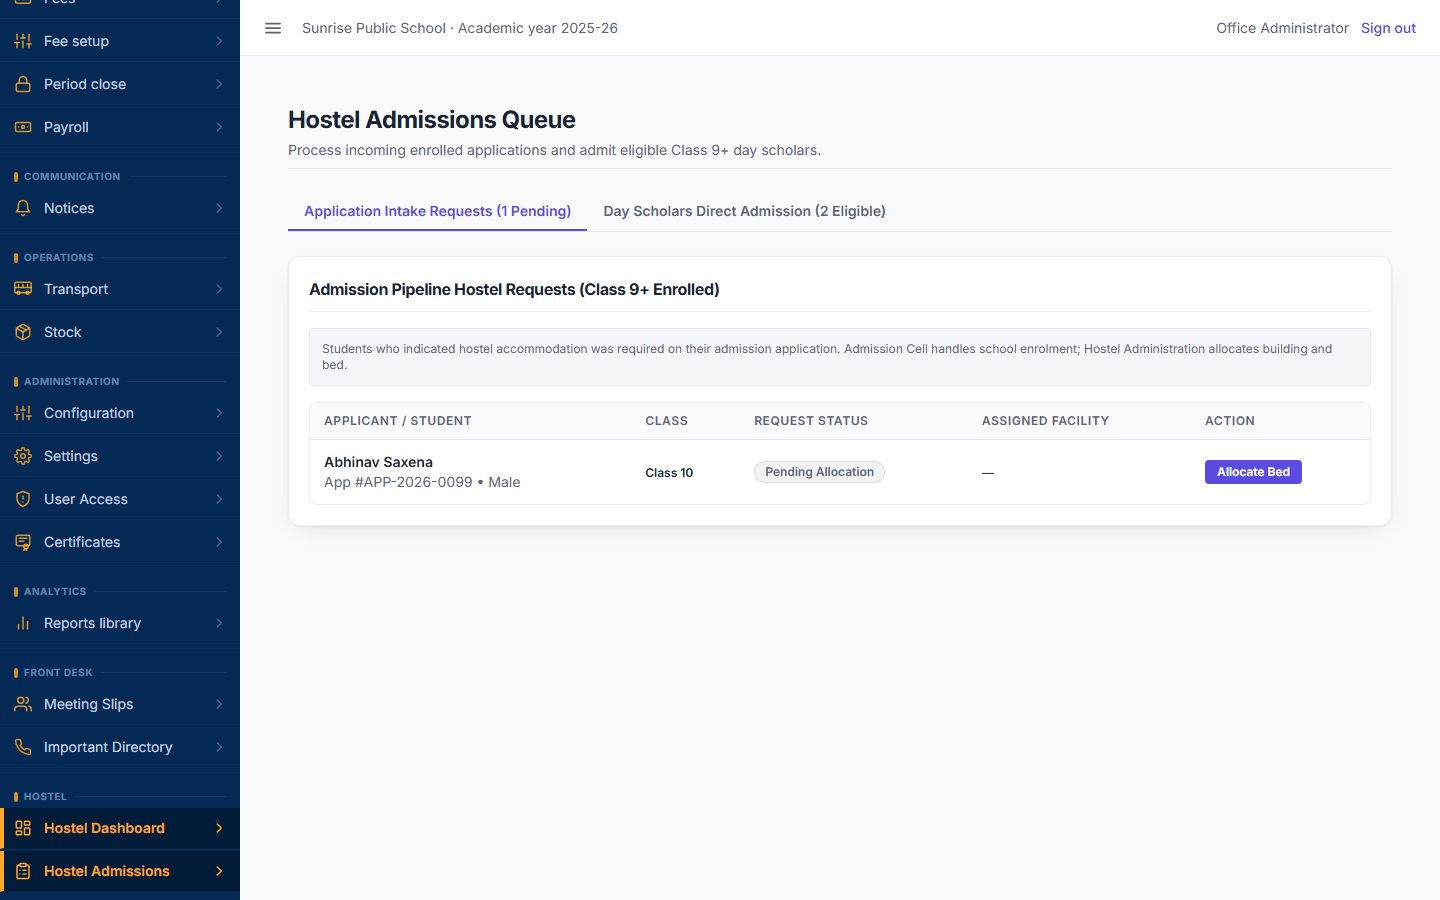 Fees
Fee setup
Period close
Payroll
COMMUNICATION
Notices
OPERATIONS
Transport
Stock
ADMINISTRATION
Configuration
Settings
User Access
Certificates
ANALYTICS
Reports library
FRONT DESK
Meeting Slips
Important Directory
HOSTEL
Hostel Dashboard
Hostel Admissions
Sunrise Public School · Academic year 2025-26
Office Administrator Sign out
Hostel Admissions Queue
Process incoming enrolled applications and admit eligible Class 9+ day scholars.
Application Intake Requests (1 Pending) Day Scholars Direct Admission (2 Eligible)
Admission Pipeline Hostel Requests (Class 9+ Enrolled)
Students who indicated hostel accommodation was required on their admission application. Admission Cell handles school enrolment; Hostel Administration allocates building and
bed.
APPLICANT / STUDENT CLASS REQUEST STATUS ASSIGNED FACILITY ACTION
Abhinav Saxena
App #APP-2026-0099 • Male
Class 10 Pending Allocation — Allocate Bed